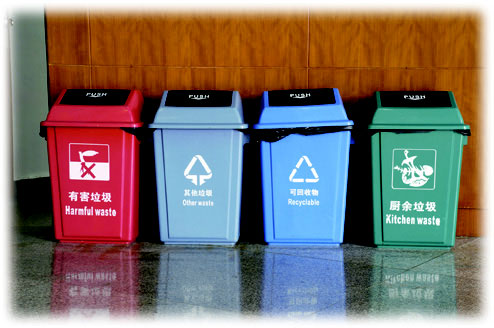 PUSH
有害垃圾
Harmful waste
PUSH
其他垃圾
Other waste
PUSH
可回收物
Recyclable
PUSH
厨余垃圾
Kitchen waste